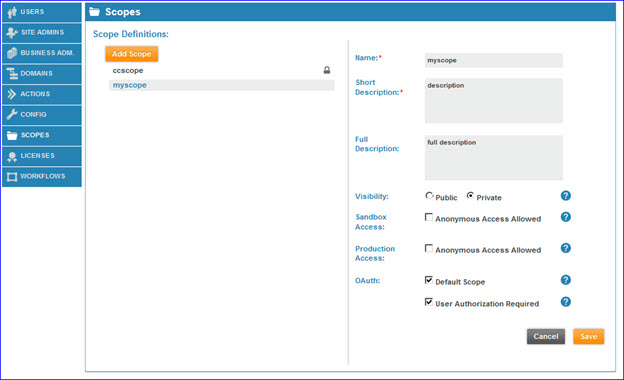 USERS
SITE ADMINS
BUSINESS ADM.
DOMAINS
ACTIONS
CONFIG
SCOPES
LICENSES
WORKFLOWS
Scopes
Scope Definitions:
Add Scope
ccscope
myscope
Name:* myscope
Short
Description:* description
Full
Description: full description
Visibility: Public Private ?
Sandbox
Access: Anonymous Access Allowed ?
Production
Access: Anonymous Access Allowed ?
OAuth: Default Scope ?
User Authorization Required ?
Cancel Save